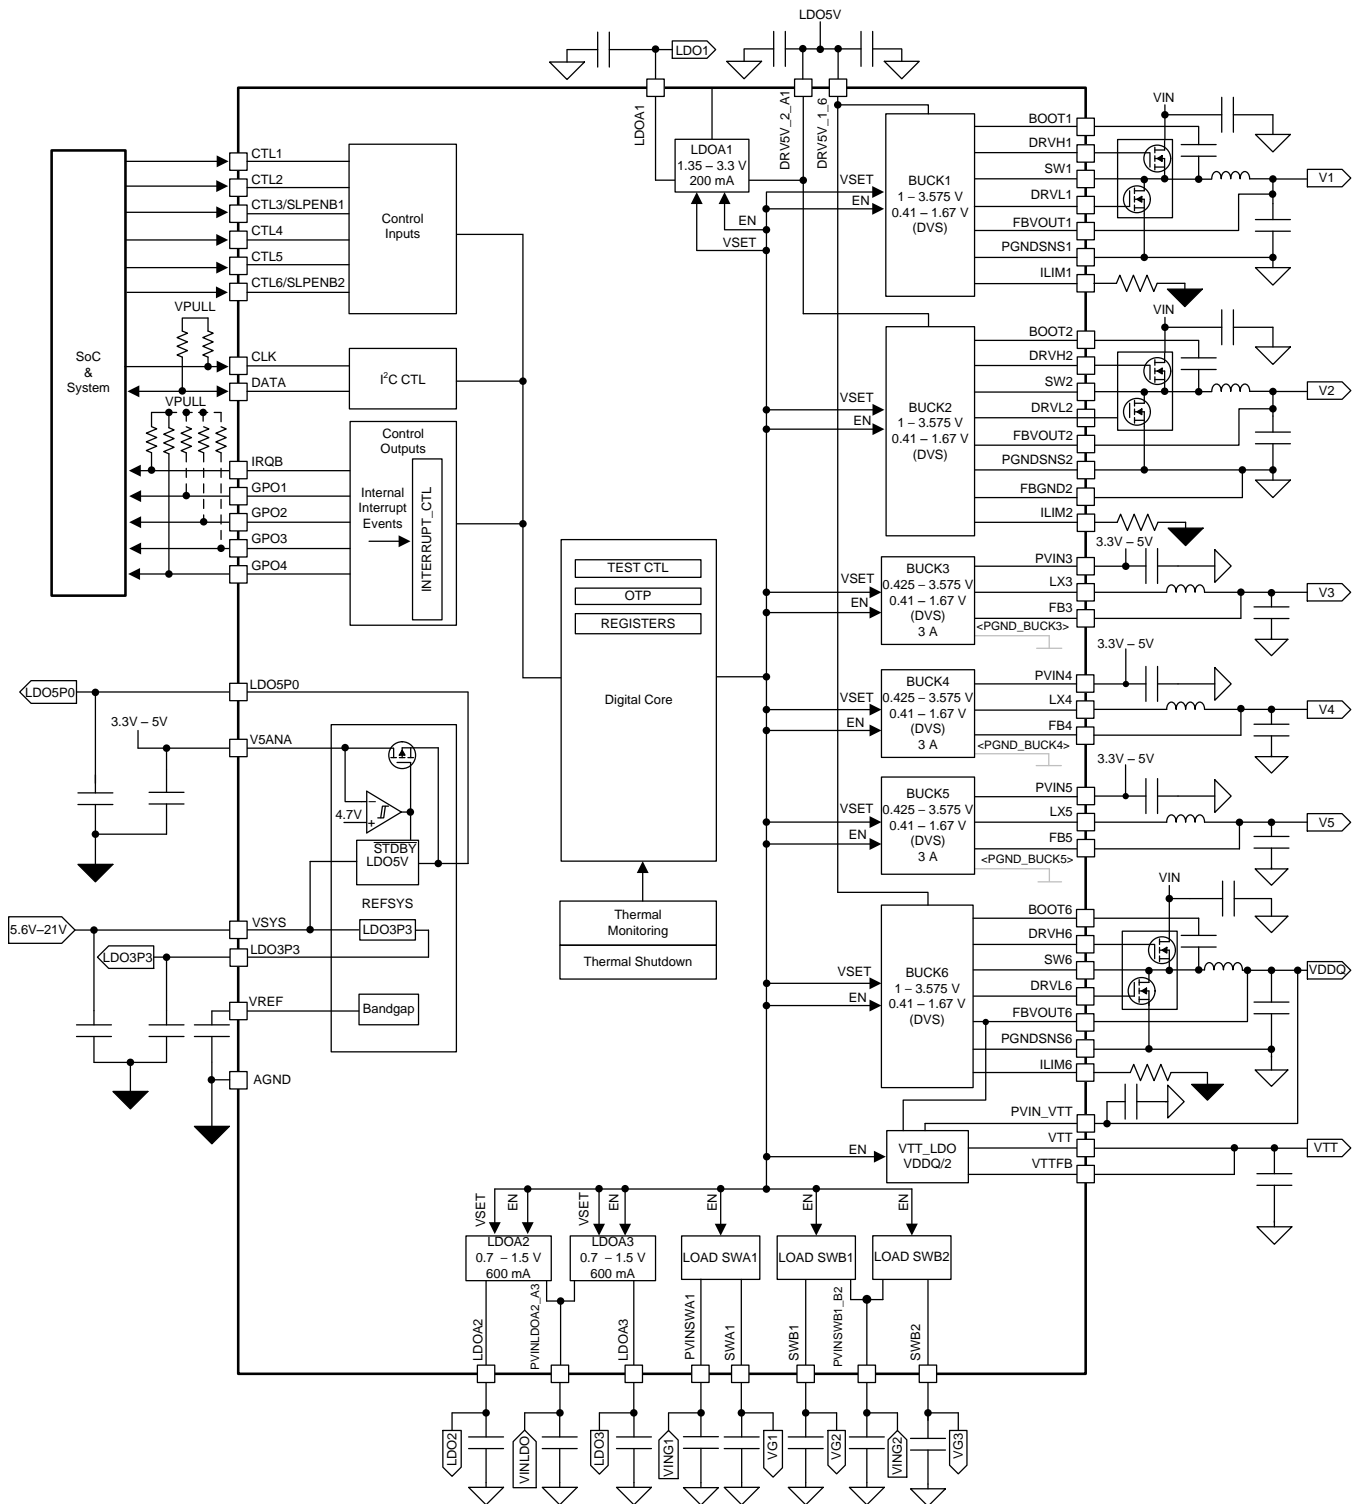 LDO5V
LDO1
LDOA1
DRV5V_2_A1
DRV5V_1_6
LDOA1
1.35 – 3.3 V
200 mA
EN
VSET
SoC
&
System
CTL1
CTL2
CTL3/SLPENB1
CTL4
CTL5
CTL6/SLPENB2
Control
Inputs
VPULL
CLK
DATA
I²C CTL
VPULL
IRQB
GPO1
GPO2
GPO3
GPO4
Control
Outputs
Internal
Interrupt
Events
INTERRUPT_CTL
TEST CTL
OTP
REGISTERS
Digital Core
Thermal
Monitoring
Thermal Shutdown
LDO5P0
LDO5P0
3.3V – 5V
V5ANA
4.7V
–
+
STDBY
LDO5V
REFSYS
5.6V–21V
VSYS
LDO3P3
LDO3P3
LDO3P3
VREF
Bandgap
AGND
VSET
EN
BUCK1
1 – 3.575 V
0.41 – 1.67 V
(DVS)
BOOT1
DRVH1
SW1
DRVL1
FBVOUT1
PGNDSNS1
ILIM1
VIN
V1
VSET
EN
BUCK2
1 – 3.575 V
0.41 – 1.67 V
(DVS)
BOOT2
DRVH2
SW2
DRVL2
FBVOUT2
PGNDSNS2
FBGND2
ILIM2
VIN
V2
VSET
EN
BUCK3
0.425 – 3.575 V
0.41 – 1.67 V
(DVS)
3 A
PVIN3
LX3
FB3
<PGND_BUCK3>
3.3V – 5V
V3
VSET
EN
BUCK4
0.425 – 3.575 V
0.41 – 1.67 V
(DVS)
3 A
PVIN4
LX4
FB4
<PGND_BUCK4>
3.3V – 5V
V4
VSET
EN
BUCK5
0.425 – 3.575 V
0.41 – 1.67 V
(DVS)
3 A
PVIN5
LX5
FB5
<PGND_BUCK5>
3.3V – 5V
V5
VSET
EN
BUCK6
1 – 3.575 V
0.41 – 1.67 V
(DVS)
BOOT6
DRVH6
SW6
DRVL6
FBVOUT6
PGNDSNS6
ILIM6
VIN
VDDQ
EN
VTT_LDO
VDDQ/2
PVIN_VTT
VTT
VTTFB
VTT
VSET
EN
VSET
EN
EN
EN
EN
LDOA2
0.7 – 1.5 V
600 mA
LDOA3
0.7 – 1.5 V
600 mA
LOAD SWA1
LOAD SWB1
LOAD SWB2
LDOA2
PVINLDOA2_A3
LDOA3
PVINSWA1
SWA1
SWB1
PVINSWB1_B2
SWB2
LDO2
VINLDO
LDO3
VING1
VG1
VG2
VING2
VG3